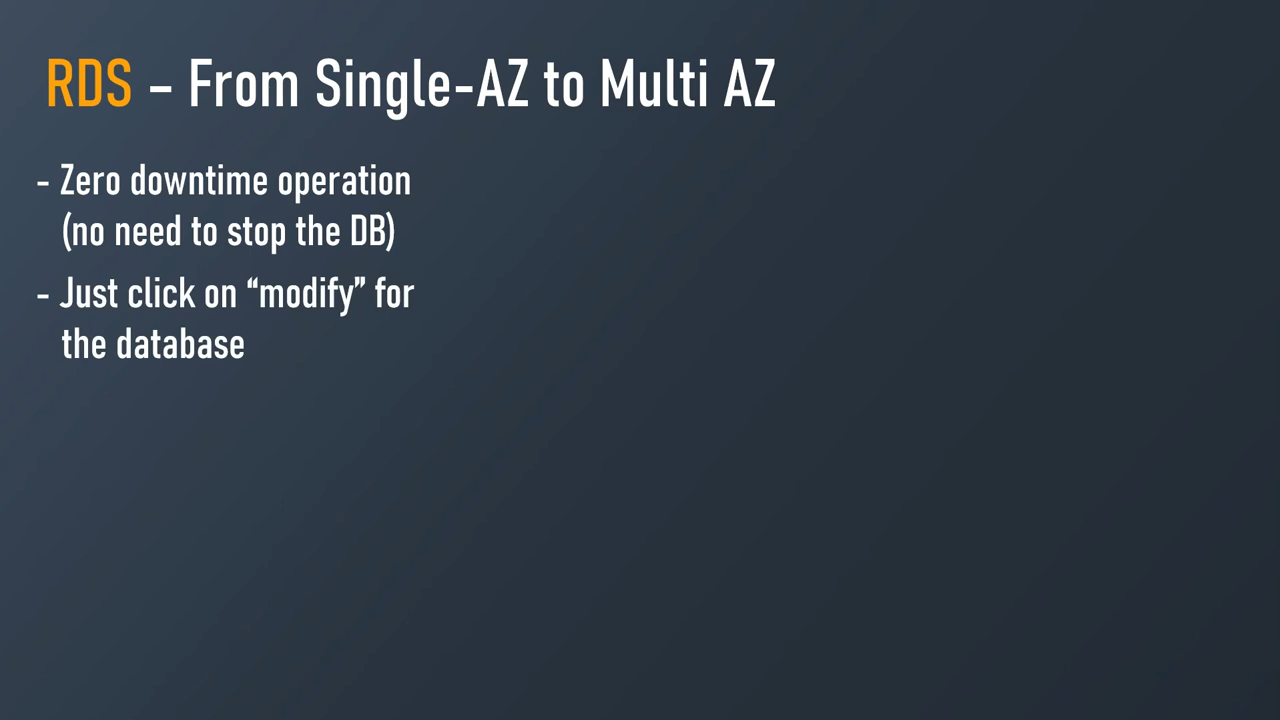 RDS – From Single-AZ to Multi AZ
- Zero downtime operation
(no need to stop the DB)
- Just click on “modify” for
the database